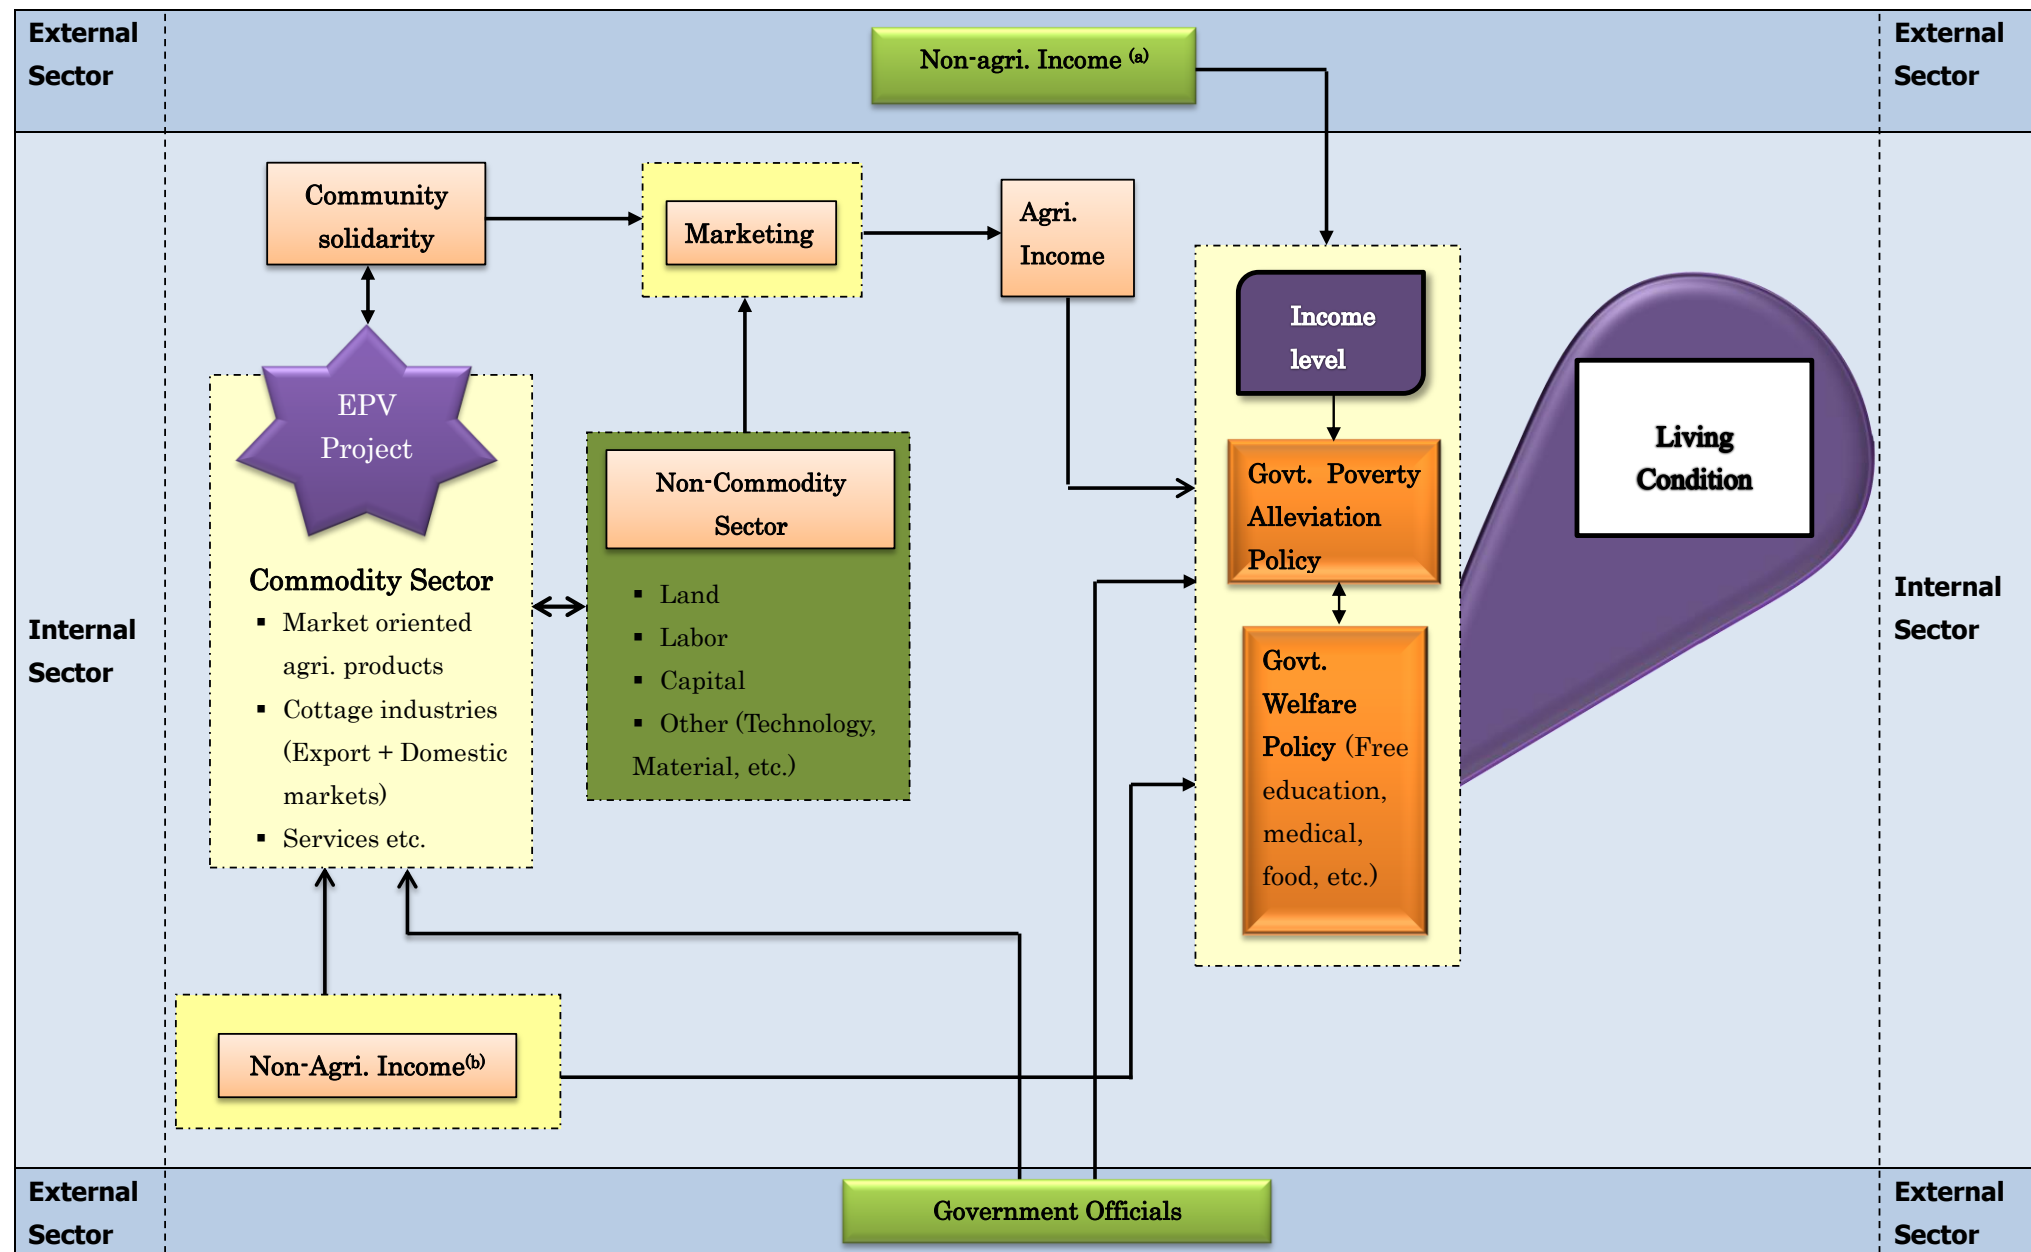 External
Sector
Non-agri. Income (a)
External
Sector
Community
solidarity
Marketing
Agri.
Income
Income
level
EPV
Project
Living
Condition
Non-Commodity
Sector
Govt. Poverty
Alleviation
Policy
Commodity Sector
▪ Market oriented
agri. products
▪ Cottage industries
(Export + Domestic
markets)
▪ Services etc.
▪ Land
▪ Labor
▪ Capital
▪ Other (Technology,
Material, etc.)
Govt.
Welfare
Policy (Free
education,
medical,
food, etc.)
Internal
Sector
Internal
Sector
Non-Agri. Income(b)
External
Sector
Government Officials
External
Sector